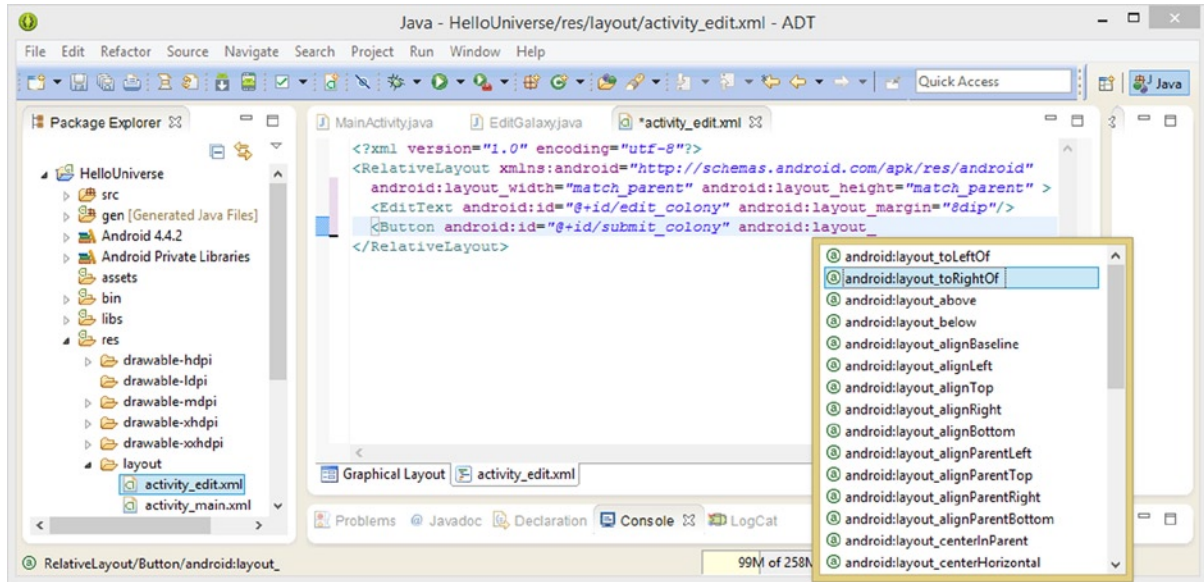 Java - HelloUniverse/res/layout/activity_edit.xml - ADT
File Edit Refactor Source Navigate Search Project Run Window Help
Quick Access
Java
Package Explorer
HelloUniverse
src
gen [Generated Java Files]
Android 4.4.2
Android Private Libraries
assets
bin
libs
res
drawable-hdpi
drawable-ldpi
drawable-mdpi
drawable-xhdpi
drawable-xxhdpi
layout
activity_edit.xml
activity_main.xml
MainActivity.java EditGalaxy.java *activity_edit.xml
<?xml version="1.0" encoding="utf-8"?>
<RelativeLayout xmlns:android="http://schemas.android.com/apk/res/android"
android:layout_width="match_parent" android:layout_height="match_parent" >
<EditText android:id="@+id/edit_colony" android:layout_margin="8dip"/>
<Button android:id="@+id/submit_colony" android:layout_
</RelativeLayout>
android:layout_toLeftOf
android:layout_toRightOf
android:layout_above
android:layout_below
android:layout_alignBaseline
android:layout_alignLeft
android:layout_alignTop
android:layout_alignRight
android:layout_alignBottom
android:layout_alignParentLeft
android:layout_alignParentTop
android:layout_alignParentRight
android:layout_alignParentBottom
android:layout_centerInParent
android:layout_centerHorizontal
Graphical Layout activity_edit.xml
Problems @ Javadoc Declaration Console LogCat
RelativeLayout/Button/android:layout_
99M of 258M